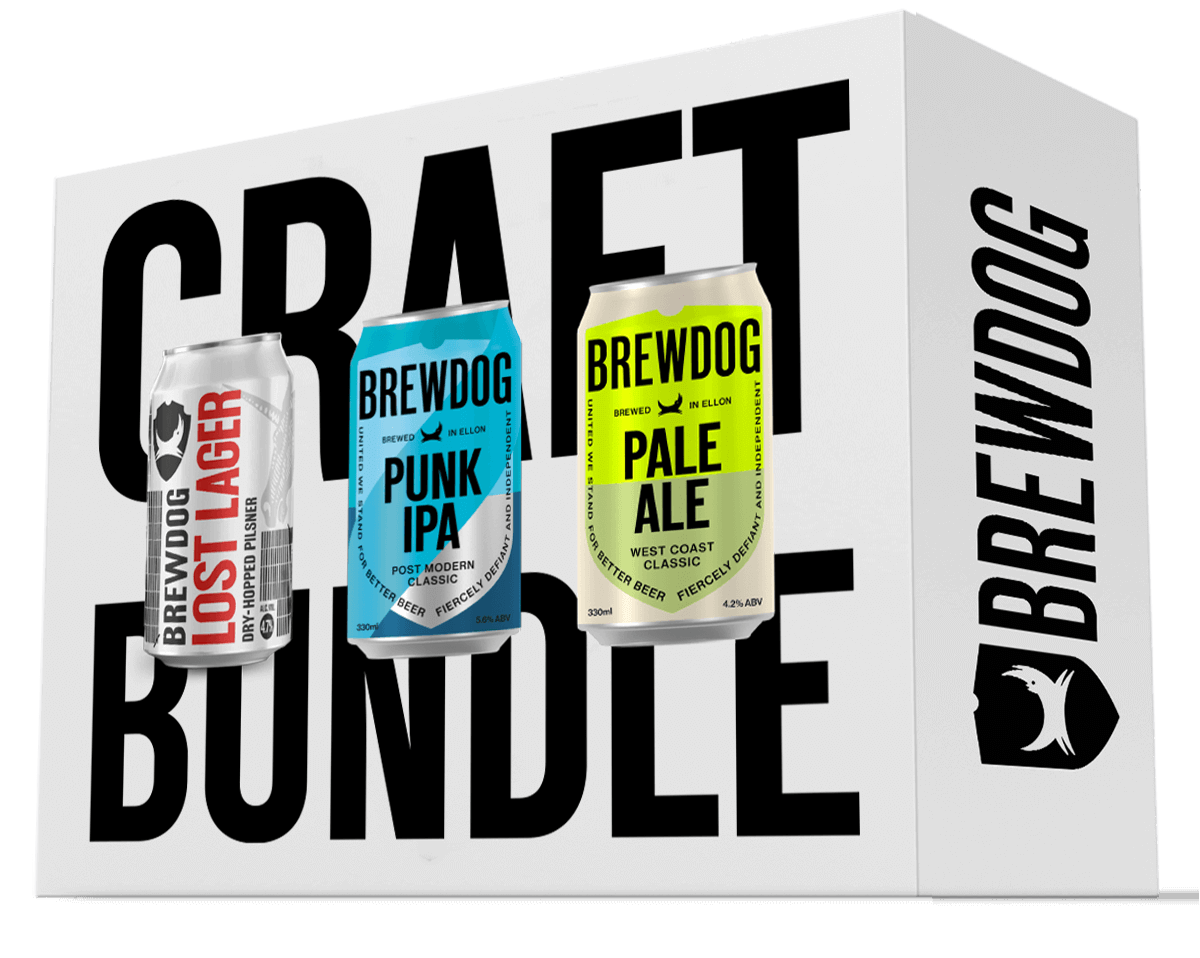 CRAFT
BUNDLE
BREWDOG
LOST LAGER
DRY-HOPPED PILSNER
ALC. VOL.
BREWDOG
BREWED IN ELLON
PUNK
IPA
POST MODERN
CLASSIC
UNITED WE STAND FOR BETTER BEER
FIERCELY DEFIANT AND INDEPENDENT
330ml
5.6% ABV
BREWDOG
BREWED IN ELLON
PALE
ALE
WEST COAST
CLASSIC
UNITED WE STAND FOR BETTER BEER
FIERCELY DEFIANT AND INDEPENDENT
330ml
4.2% ABV
BREWDOG